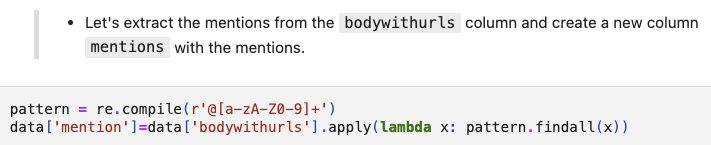 • Let's extract the mentions from the bodywithurls column and create a new column
mentions with the mentions.
pattern = re.compile(r'@[a-zA-Z0-9]+')
data['mention']=data['bodywithurls'].apply(lambda x: pattern.findall(x))